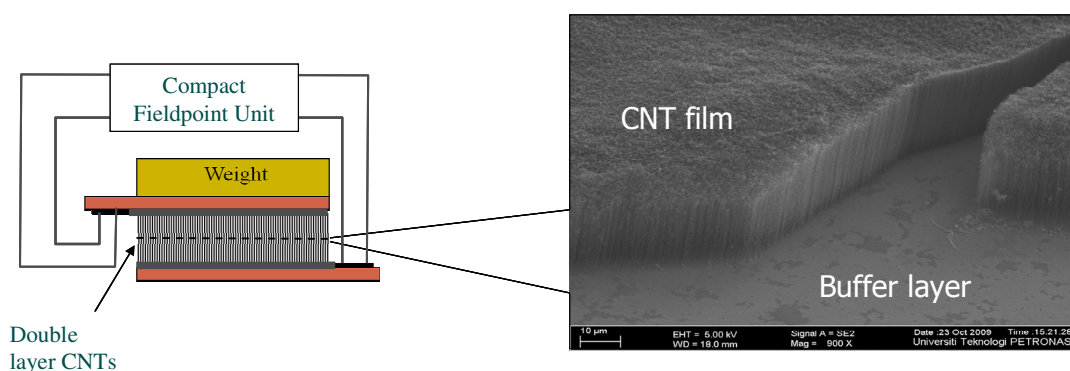 Compact
Fieldpoint Unit
Weight
Double
layer CNTs
CNT film
Buffer layer
10 µm
EHT = 5.00 kV
WD = 18.0 mm
Signal A = SE2
Mag = 900 X
Date :23 Oct 2009 Time :15:21:28
Universiti Teknologi PETRONAS